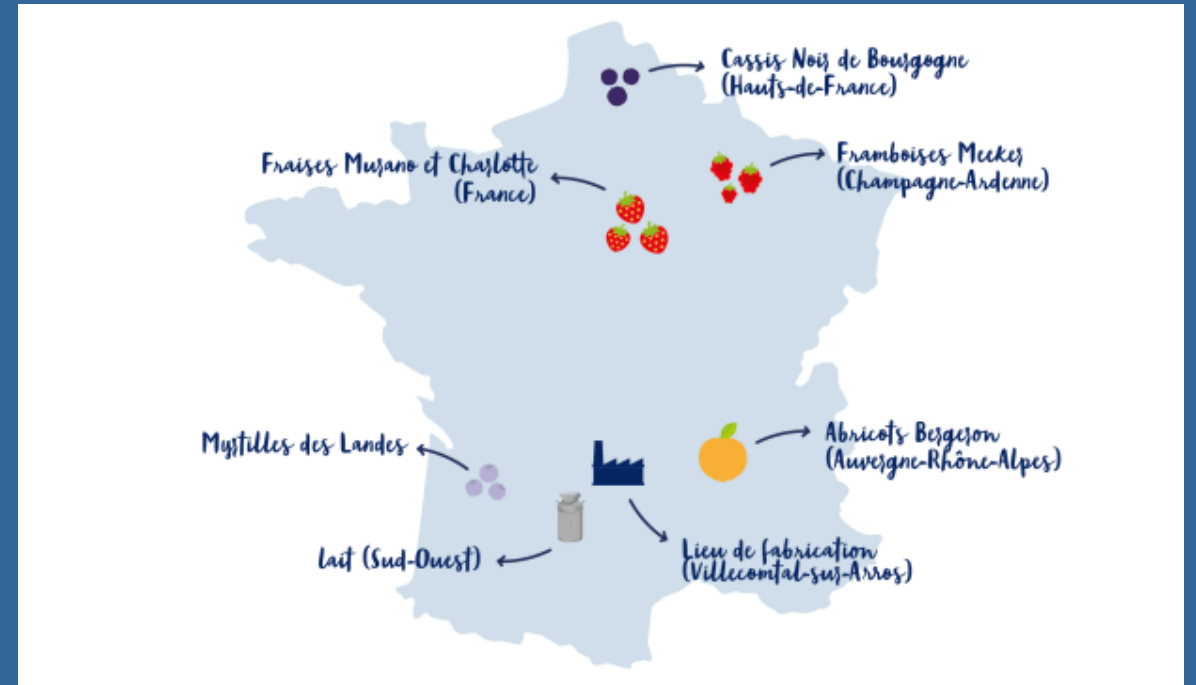 Cassis Noir de Bourgogne
(Hauts-de-France)
Framboises Meeker
(Champagne-Ardenne)
Fraises Murano et Charlotte
(France)
Myrtilles des Landes
Abricots Bergeron
(Auvergne-Rhône-Alpes)
Lait (Sud-Ouest)
Lieu de fabrication
(Villecomtal-sur-Arros)